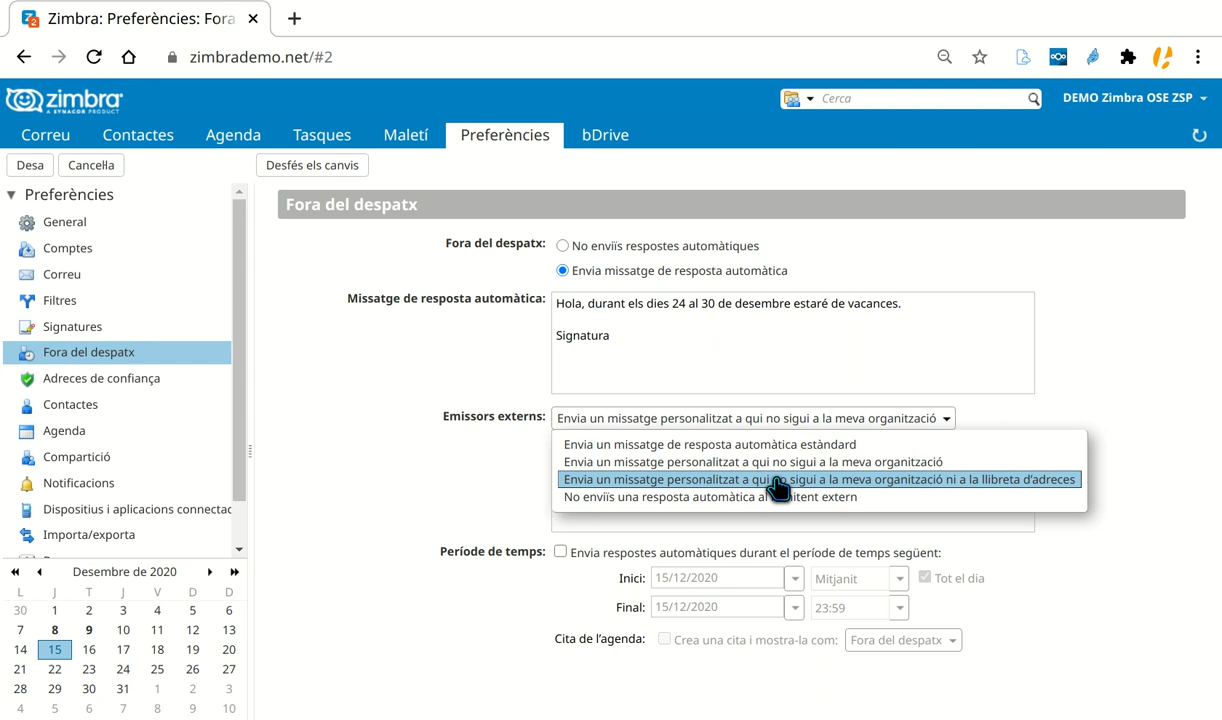 Zimbra: Preferències: Fora
zimbrademo.net/#2
zimbra
A SYNACOR PRODUCT
Cerca
DEMO Zimbra OSE ZSP
Correu Contactes Agenda Tasques Maletí Preferències bDrive
Desa Canceŀla Desfés els canvis
Preferències
General
Comptes
Correu
Filtres
Signatures
Fora del despatx
Adreces de confiança
Contactes
Agenda
Compartició
Notificacions
Dispositius i aplicacions connectac
Importa/exporta
Desembre de 2020
L J T J V D D
30 1 2 3 4 5 6
7 8 9 10 11 12 13
14 15 16 17 18 19 20
21 22 23 24 25 26 27
28 29 30 31 1 2 3
4 5 6 7 8 9 10
Fora del despatx
Fora del despatx: No enviïs respostes automàtiques
Envia missatge de resposta automàtica
Missatge de resposta automàtica: Hola, durant els dies 24 al 30 de desembre estaré de vacances.
Signatura
Emissors externs: Envia un missatge personalitzat a qui no sigui a la meva organització
Envia un missatge de resposta automàtica estàndard
Envia un missatge personalitzat a qui no sigui a la meva organització
Envia un missatge personalitzat a qui no sigui a la meva organització ni a la llibreta d’adreces
No enviïs una resposta automàtica al remitent extern
Període de temps: Envia respostes automàtiques durant el període de temps següent:
Inici: 15/12/2020 Mitjanit Tot el dia
Final: 15/12/2020 23:59
Cita de l’agenda: Crea una cita i mostra-la com: Fora del despatx